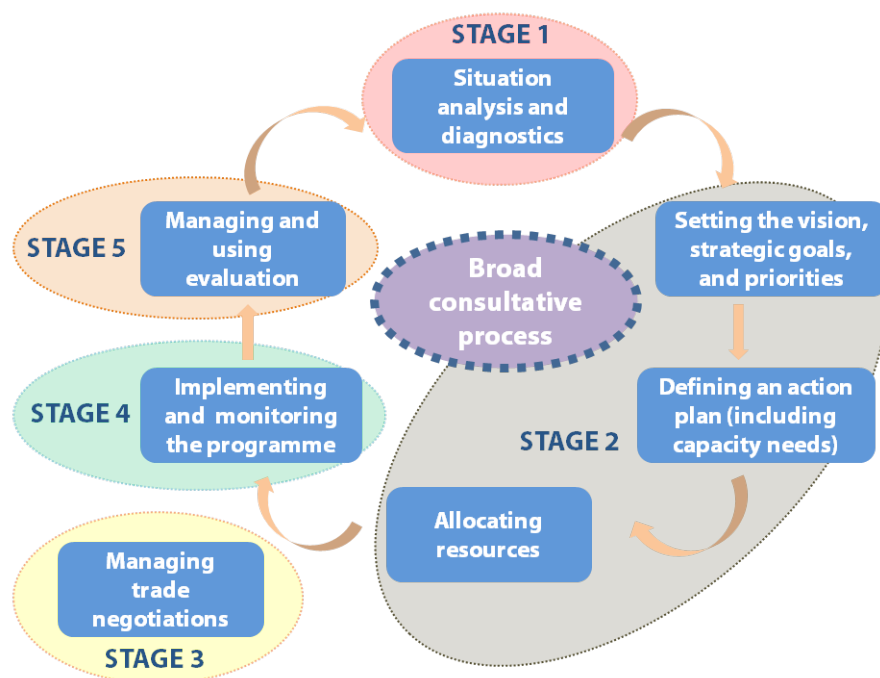 STAGE 1
Situation
analysis and
diagnostics
Setting the vision,
strategic goals,
and priorities
Defining an action
plan (including
capacity needs)
STAGE 2
Allocating
resources
Broad
consultative
process
Managing
trade
negotiations
STAGE 3
STAGE 4
Implementing
and monitoring
the programme
STAGE 5
Managing and
using
evaluation